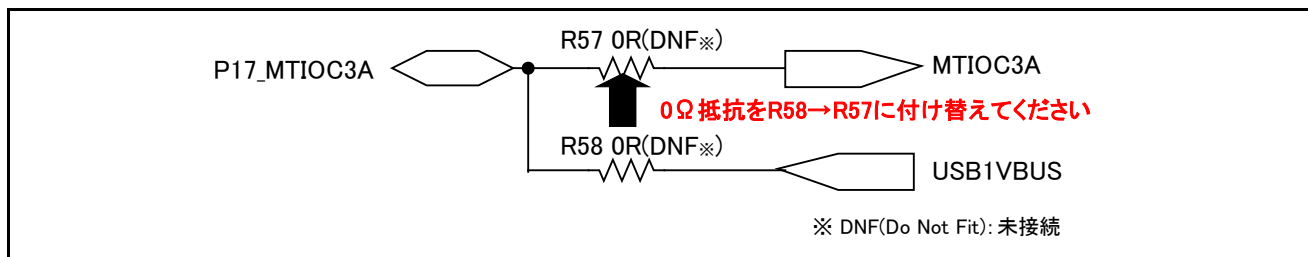 R57 0R(DNF※)
P17_MTIOC3A
MTIOC3A
0Ω抵抗をR58→R57に付け替えてください
R58 0R(DNF※)
USB1VBUS
※ DNF(Do Not Fit): 未接続